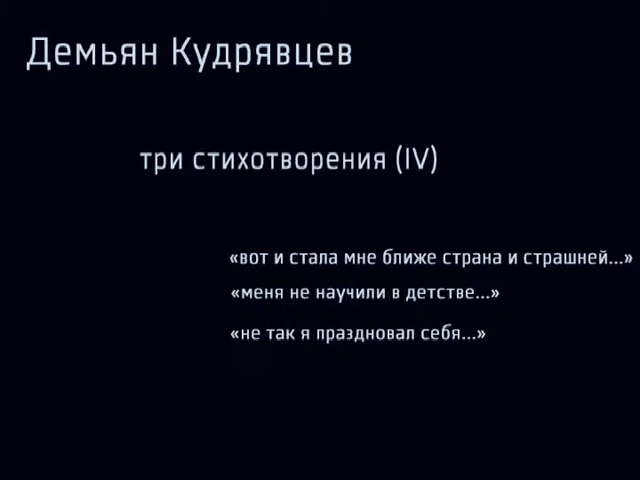 Демьян Кудрявцев
три стихотворения (IV)
«вот и стала мне ближе страна и страшней...»
«меня не научили в детстве...»
«не так я праздновал себя...»